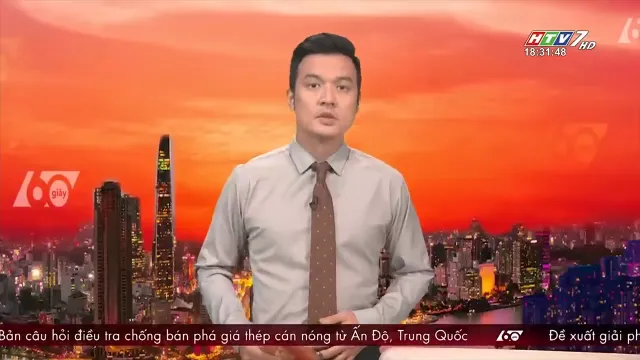 HTV7 HD
18:31:48
60 giây
Bản câu hỏi điều tra chống bán phá giá thép cán nóng từ Ấn Độ, Trung Quốc 60 Đề xuất giải ph